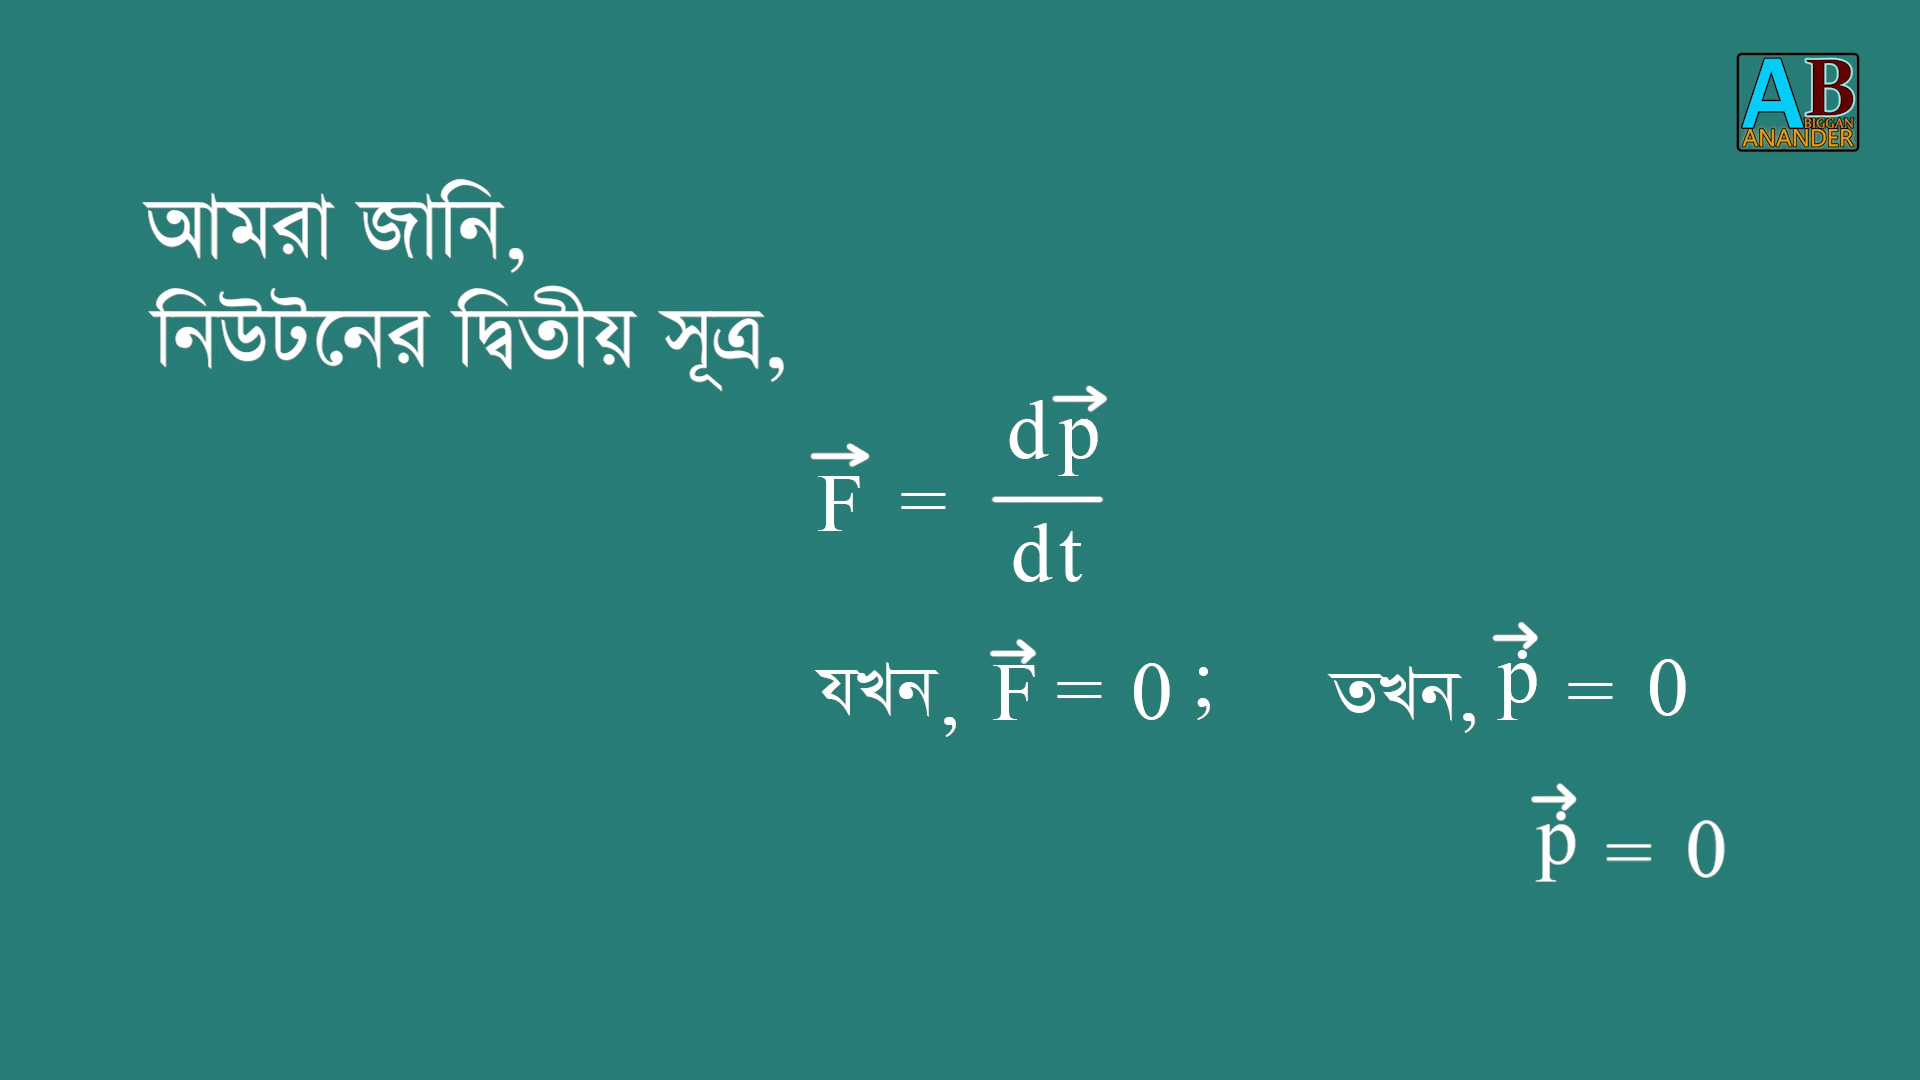 AB
BIGGAN
ANANDER
আমরা জানি,
নিউটনের দ্বিতীয় সূত্র,
F⃗ = dp⃗/dt
যখন, F⃗ = 0 ; তখন, ṗ⃗ = 0
ṗ⃗ = 0